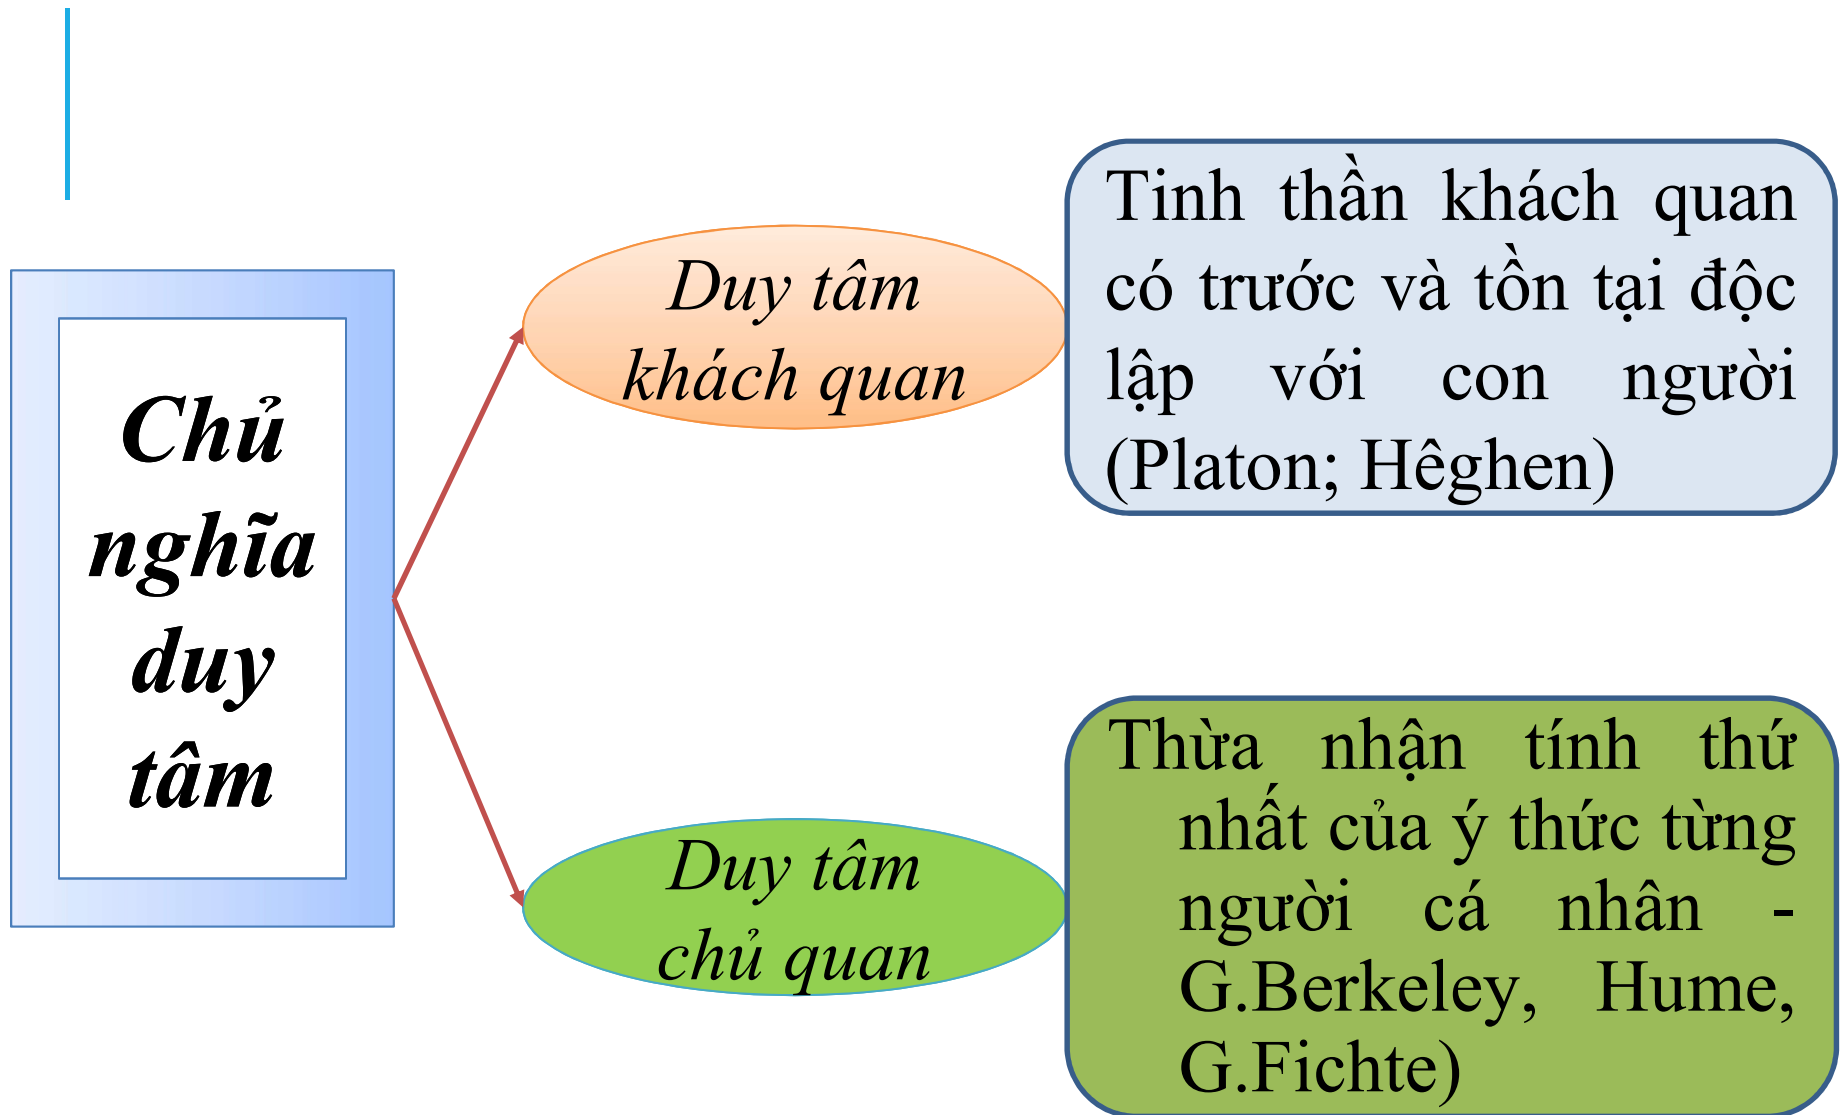 Chủ
nghĩa
duy
tâm
Duy tâm
khách quan
Tinh thần khách quan
có trước và tồn tại độc
lập với con người
(Platon; Hêghen)
Duy tâm
chủ quan
Thừa nhận tính thứ
nhất của ý thức từng
người cá nhân -
G.Berkeley, Hume,
G.Fichte)